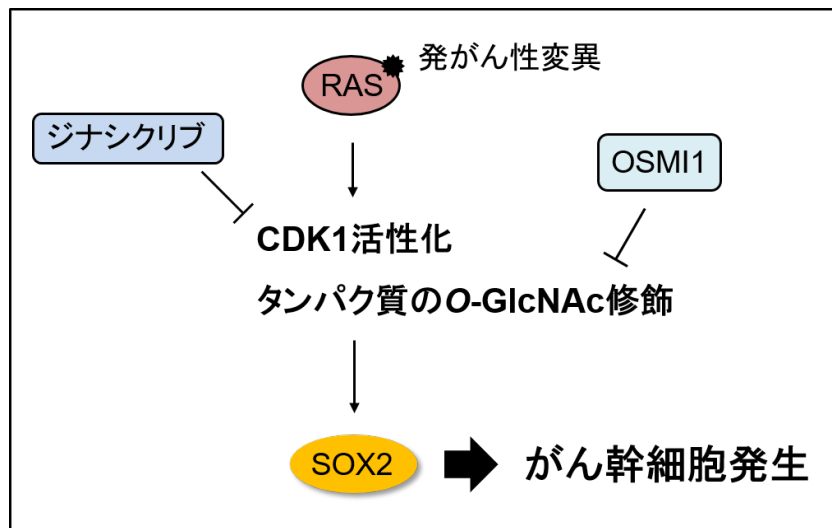 発がん性変異
RAS
ジナシクリブ
OSMI1
CDK1活性化
タンパク質のO-GlcNAc修飾
SOX2
がん幹細胞発生